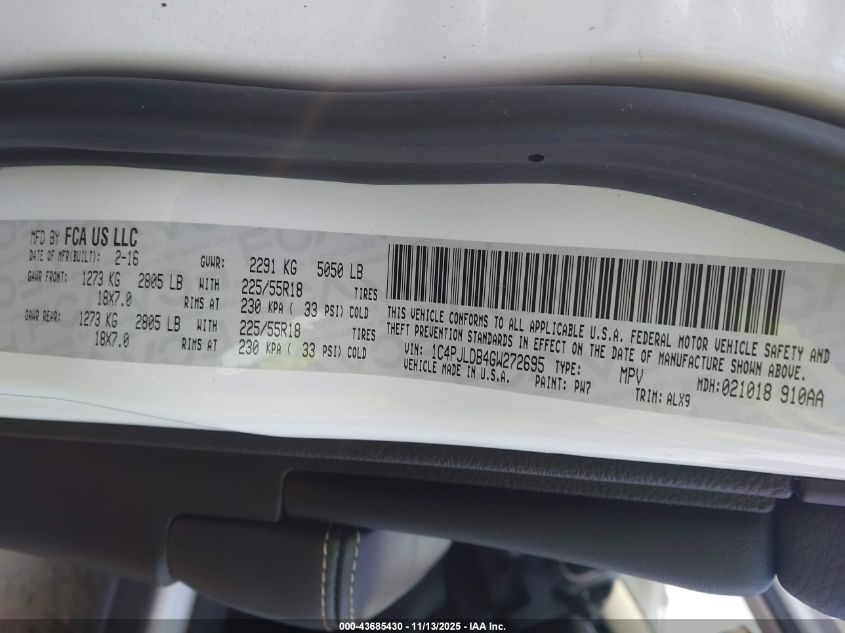 MFD BY FCA US LLC
DATE OF MFR(BUILT): 2-16 GVWR: 2291 KG 5050 LB
GAWR FRONT: 1273 KG 2805 LB WITH 225/55R18 TIRES
18X7.0 RIMS AT 230 KPA ( 33 PSI) COLD
GAWR REAR: 1273 KG 2805 LB WITH 225/55R18 TIRES
18X7.0 RIMS AT 230 KPA ( 33 PSI) COLD
THIS VEHICLE CONFORMS TO ALL APPLICABLE U.S.A. FEDERAL MOTOR VEHICLE SAFETY AND
THEFT PREVENTION STANDARDS IN EFFECT ON THE DATE OF MANUFACTURE SHOWN ABOVE.
VIN: 1C4PJLDB4GW272695 TYPE: MPV MDH:021018 910AA
VEHICLE MADE IN U.S.A. PAINT: PW7 TRIM: ALX9
000-43685430 - 11/13/2025 - IAA Inc.